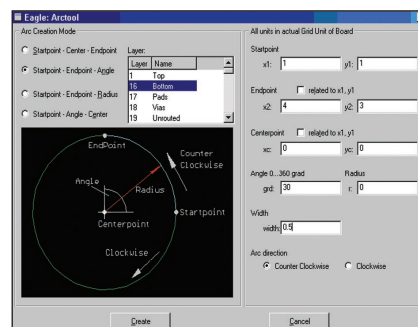 Eagle: Arctool
Arc Creation Mode
Startpoint - Center - Endpoint
Startpoint - Endpoint - Angle
Startpoint - Endpoint - Radius
Startpoint - Angle - Center
Layer:
Layer Name
1 Top
16 Bottom
17 Pads
18 Vias
19 Unrouted
EndPoint
Counter
Clockwise
Angle
Radius
Startpoint
Centerpoint
Clockwise
All units in actual Grid Unit of Board
Startpoint
x1: 1 y1: 1
Endpoint related to x1, y1
x2: 4 y2: 3
Centerpoint related to x1, y1
xc: 0 yc: 0
Angle 0...360 grad Radius
grd: 30 r: 0
Width
width: 0.5
Arc direction
Counter Clockwise Clockwise
Create
Cancel